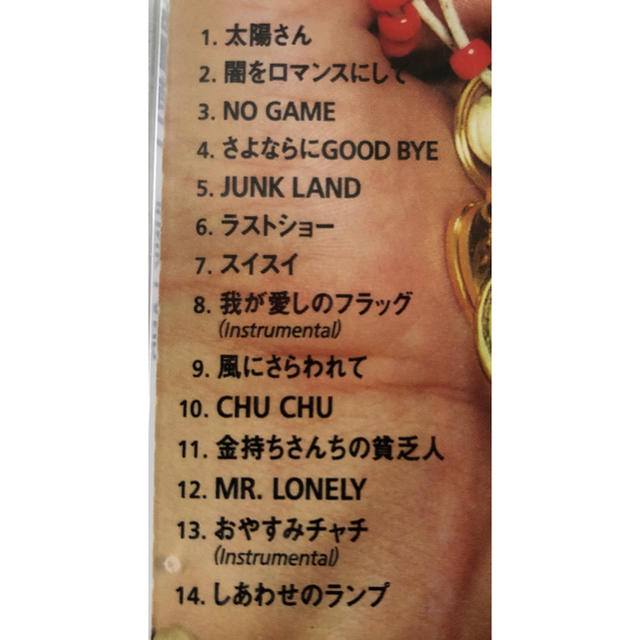 1. 太陽さん
2. 闇をロマンスにして
3. NO GAME
4. さよならにGOOD BYE
5. JUNK LAND
6. ラストショー
7. スイスイ
8. 我が愛しのフラッグ
(Instrumental)
9. 風にさらわれて
10. CHU CHU
11. 金持ちさんちの貧乏人
12. MR. LONELY
13. おやすみチャチ
(Instrumental)
14. しあわせのランプ